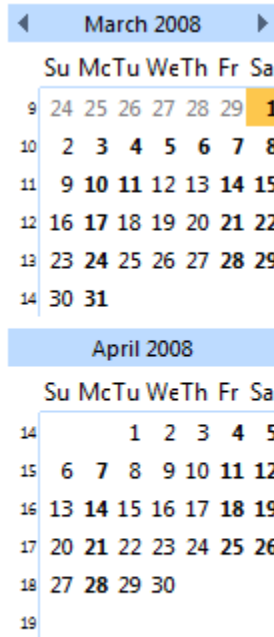 March 2008
Su Mc Tu We Th Fr Sa
9 24 25 26 27 28 29 1
10 2 3 4 5 6 7 8
11 9 10 11 12 13 14 15
12 16 17 18 19 20 21 22
13 23 24 25 26 27 28 29
14 30 31
April 2008
Su Mc Tu We Th Fr Sa
14 1 2 3 4 5
15 6 7 8 9 10 11 12
16 13 14 15 16 17 18 19
17 20 21 22 23 24 25 26
18 27 28 29 30
19